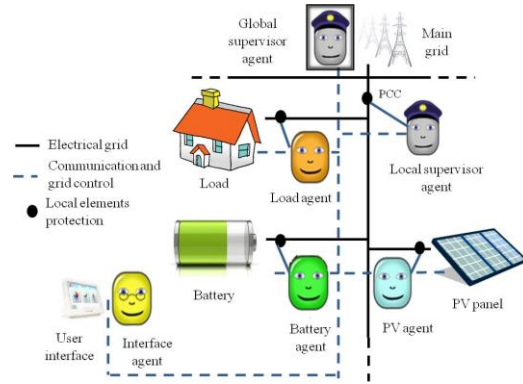 Global
supervisor
agent
Main
grid
PCC
Electrical grid
Communication and
grid control
Local elements
protection
Load
Load agent
Local supervisor
agent
Battery
Battery
agent
PV agent
PV panel
User
interface
Interface
agent